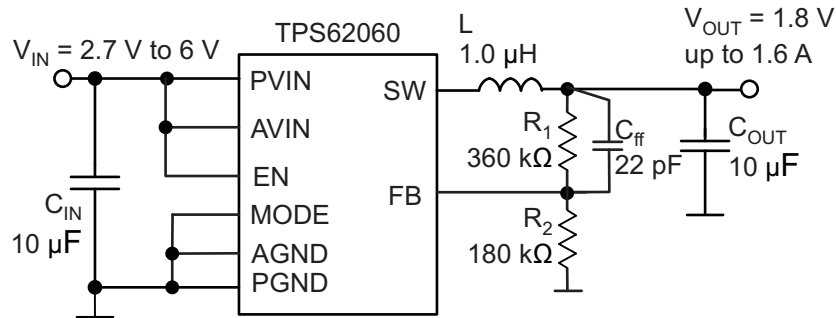 TPS62060
V_IN = 2.7 V to 6 V
L
1.0 µH
V_OUT = 1.8 V
up to 1.6 A
PVIN
SW
AVIN
EN
FB
MODE
AGND
PGND
C_IN
10 µF
R_1
360 kΩ
C_ff
22 pF
C_OUT
10 µF
R_2
180 kΩ